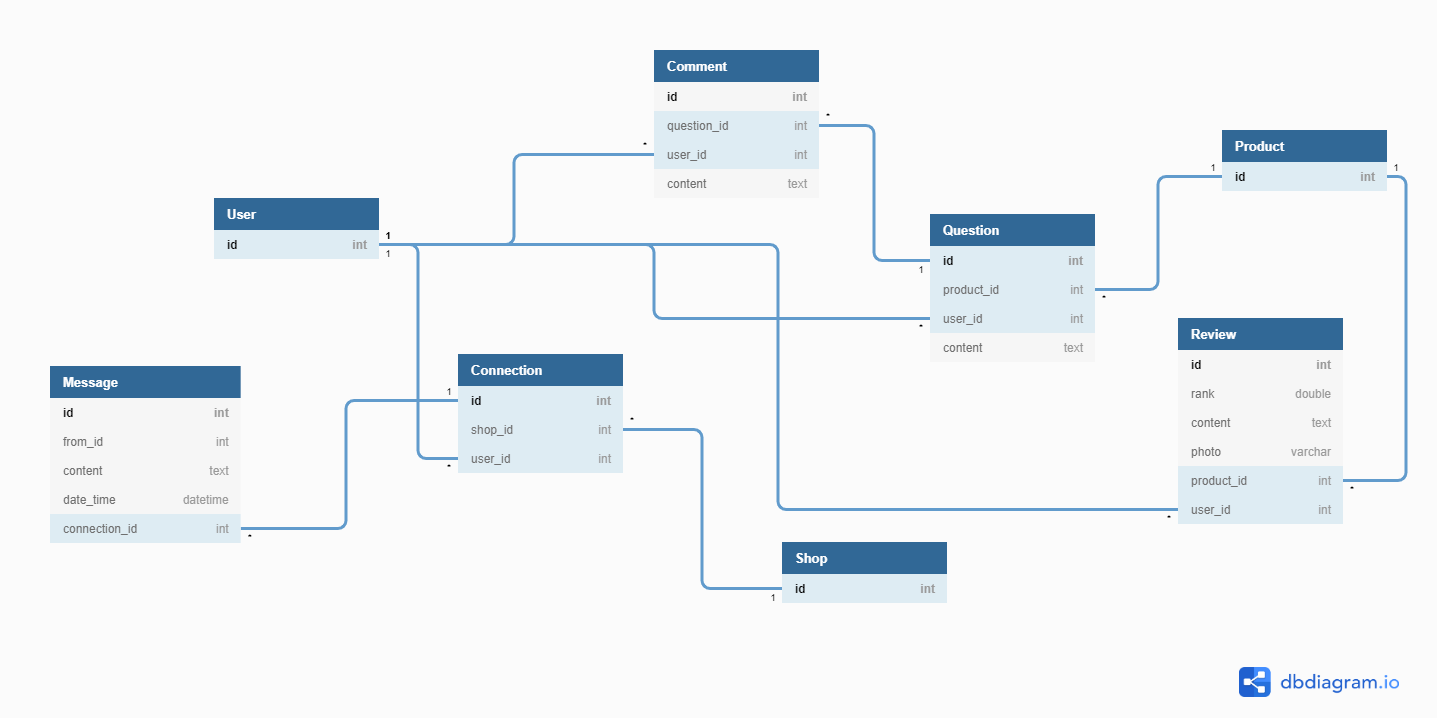 Comment
id int
question_id int
user_id int
content text
User
id int
1
1
Product
id int
1
1
Question
id int
product_id int
user_id int
content text
1
Review
id int
rank double
content text
photo varchar
product_id int
user_id int
Connection
id int
shop_id int
user_id int
1
Message
id int
from_id int
content text
date_time datetime
connection_id int
Shop
id int
1
*
*
*
*
*
*
*
*
*
dbdiagram.io